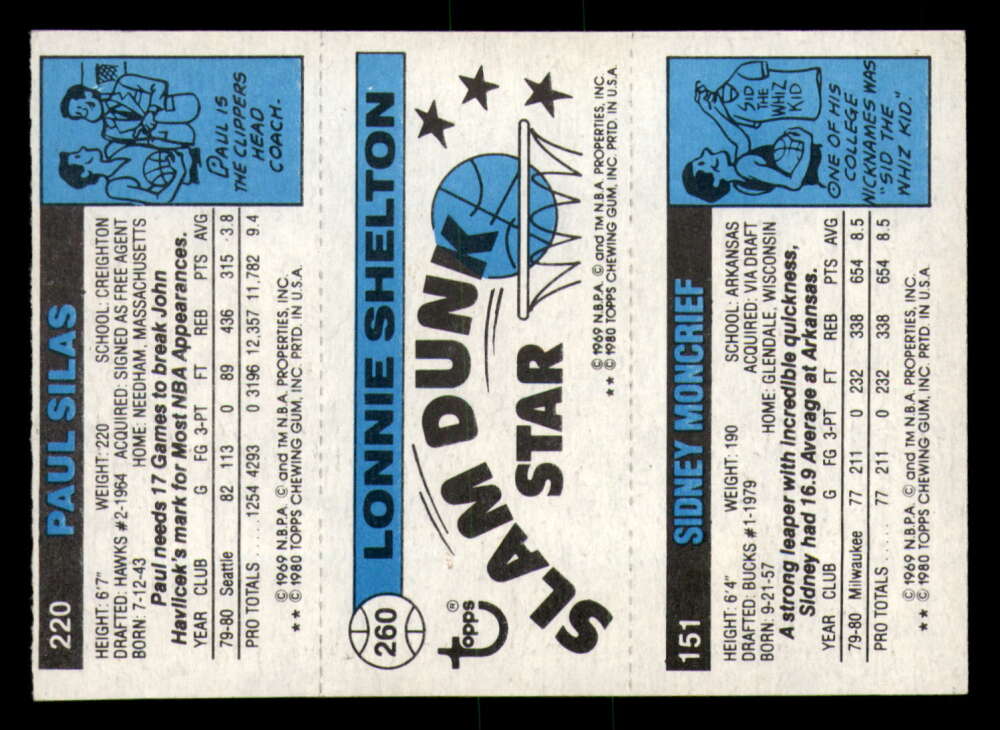 220 PAUL SILAS
HEIGHT: 6'7" WEIGHT: 220 SCHOOL: CREIGHTON
DRAFTED: HAWKS #2-1964 ACQUIRED: SIGNED AS FREE AGENT
BORN: 7-12-43 HOME: NEEDHAM, MASSACHUSETTS
Paul needs 17 Games to break John
Havlicek's mark for Most NBA Appearances.
YEAR CLUB G FG 3-PT FT REB PTS AVG
79-80 Seattle 82 113 0 89 436 315 3.8
PRO TOTALS ... 1254 4293 0 3196 12,357 11,782 9.4
© 1969 N.B.P.A. © and TM N.B.A. PROPERTIES, INC.
★★ © 1980 TOPPS CHEWING GUM, INC. PRTD. IN U.S.A.
PAUL IS
THE CLIPPERS
HEAD
COACH.
260 LONNIE SHELTON
topps®
SLAM DUNK
STAR
© 1969 N.B.P.A. © and TM N.B.A. PROPERTIES, INC.
★★ © 1980 TOPPS CHEWING GUM, INC. PRTD. IN U.S.A.
151 SIDNEY MONCRIEF
HEIGHT: 6'4" WEIGHT: 190 SCHOOL: ARKANSAS
DRAFTED: BUCKS #1-1979 ACQUIRED: VIA DRAFT
BORN: 9-21-57 HOME: GLENDALE, WISCONSIN
A strong leaper with incredible quickness,
Sidney had 16.9 Average at Arkansas.
YEAR CLUB G FG 3-PT FT REB PTS AVG
79-80 Milwaukee 77 211 0 232 338 654 8.5
PRO TOTALS ..... 77 211 0 232 338 654 8.5
© 1969 N.B.P.A. © and TM N.B.A. PROPERTIES, INC.
★★ © 1980 TOPPS CHEWING GUM, INC. PRTD. IN U.S.A.
SID
THE
WHIZ
KID
ONE OF HIS
COLLEGE
NICKNAMES WAS
"SID THE
WHIZ KID."